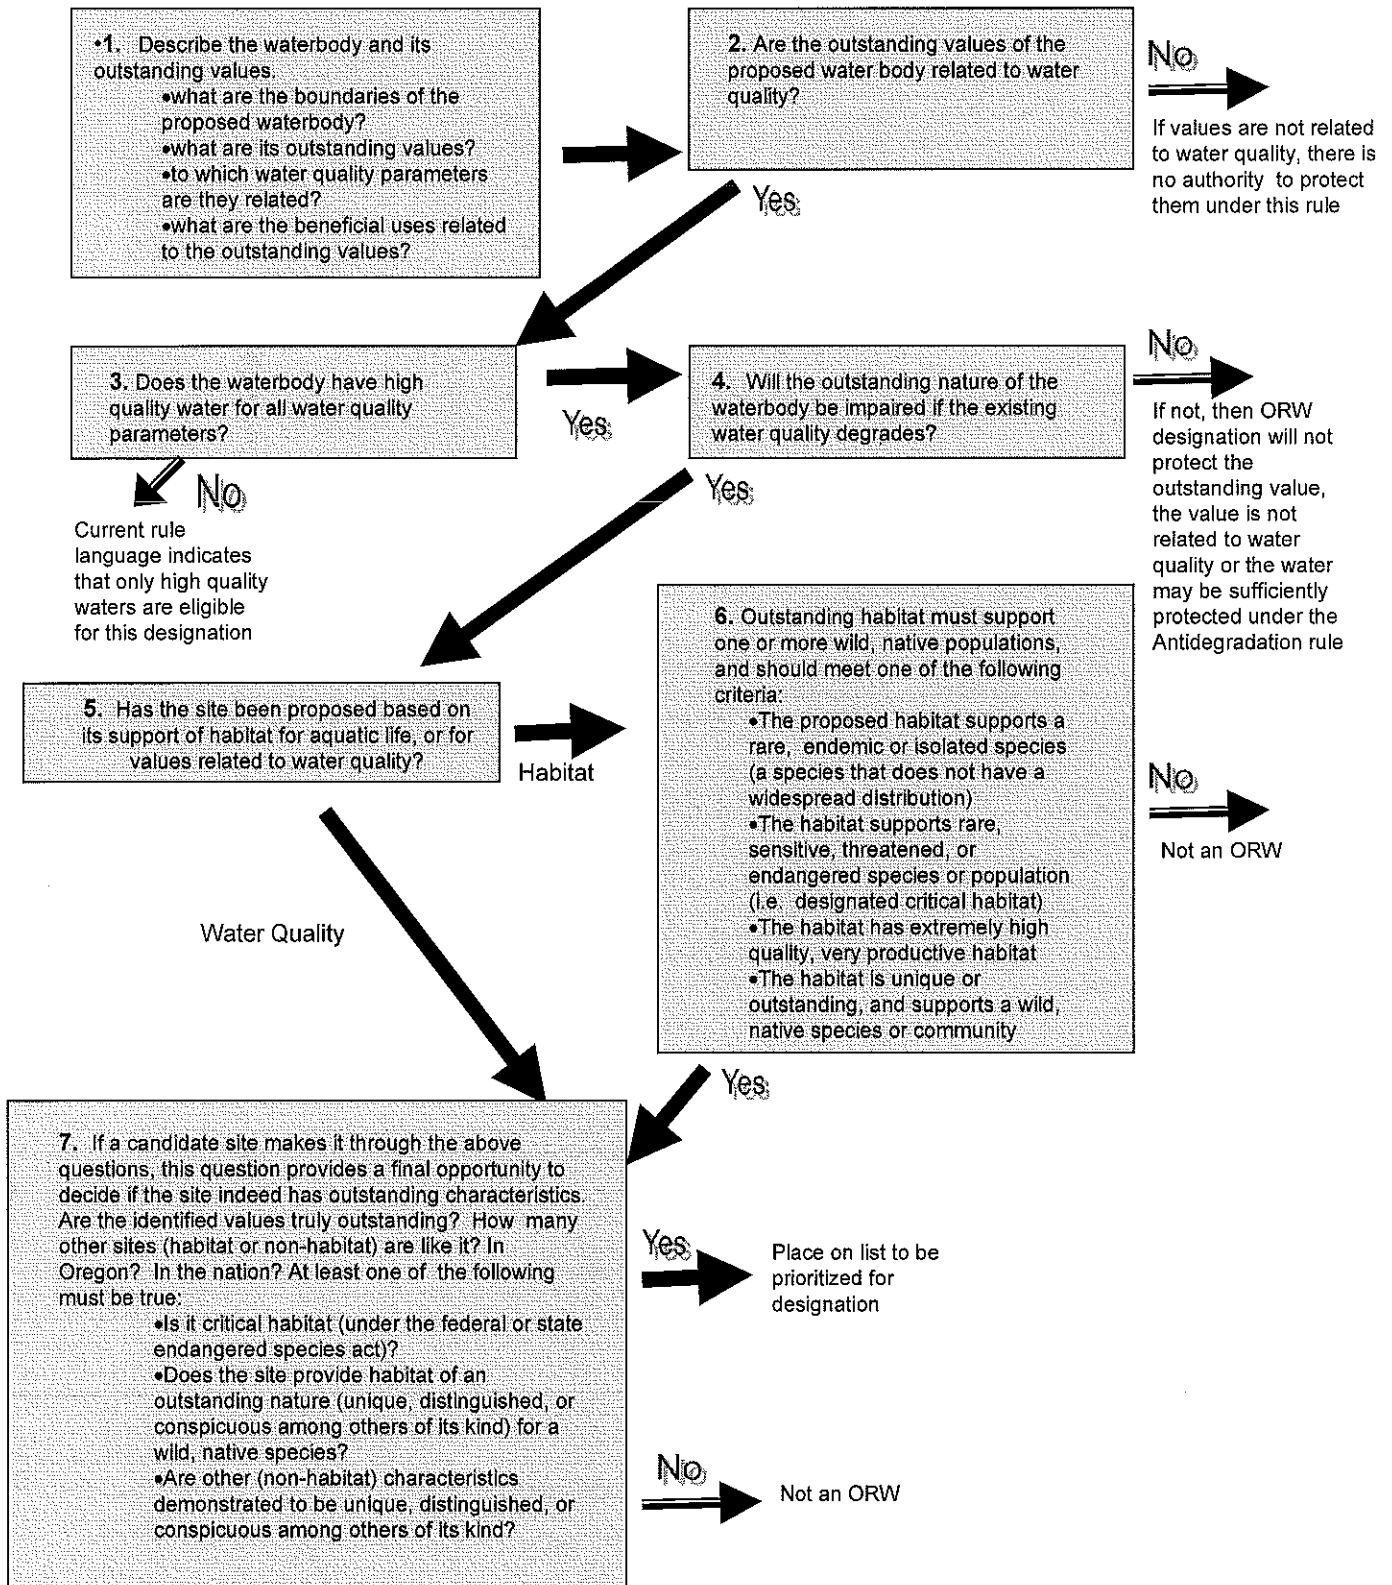 •1. Describe the waterbody and its
outstanding values.
•what are the boundaries of the
proposed waterbody?
•what are its outstanding values?
•to which water quality parameters
are they related?
•what are the beneficial uses related
to the outstanding values?
2. Are the outstanding values of the
proposed water body related to water
quality?
No
If values are not related
to water quality, there is
no authority to protect
them under this rule
Yes
3. Does the waterbody have high
quality water for all water quality
parameters?
Yes
No
Current rule
language indicates
that only high quality
waters are eligible
for this designation
4. Will the outstanding nature of the
waterbody be impaired if the existing
water quality degrades?
No
If not, then ORW
designation will not
protect the
outstanding value,
the value is not
related to water
quality or the water
may be sufficiently
protected under the
Antidegradation rule
Yes
5. Has the site been proposed based on
its support of habitat for aquatic life, or for
values related to water quality?
Habitat
Water Quality
6. Outstanding habitat must support
one or more wild, native populations,
and should meet one of the following
criteria:
•The proposed habitat supports a
rare, endemic or isolated species
(a species that does not have a
widespread distribution)
•The habitat supports rare,
sensitive, threatened, or
endangered species or population
(i.e. designated critical habitat)
•The habitat has extremely high
quality, very productive habitat
•The habitat is unique or
outstanding, and supports a wild,
native species or community
No
Not an ORW
Yes
7. If a candidate site makes it through the above
questions, this question provides a final opportunity to
decide if the site indeed has outstanding characteristics.
Are the identified values truly outstanding? How many
other sites (habitat or non-habitat) are like it? In
Oregon? In the nation? At least one of the following
must be true:
•Is it critical habitat (under the federal or state
endangered species act)?
•Does the site provide habitat of an
outstanding nature (unique, distinguished, or
conspicuous among others of its kind) for a
wild, native species?
•Are other (non-habitat) characteristics
demonstrated to be unique, distinguished, or
conspicuous among others of its kind?
Yes
Place on list to be
prioritized for
designation
No
Not an ORW